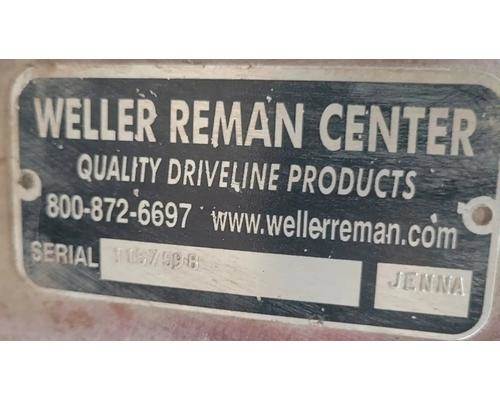 WELLER REMAN CENTER
QUALITY DRIVELINE PRODUCTS
800-872-6697 www.wellerreman.com
SERIAL JENNA